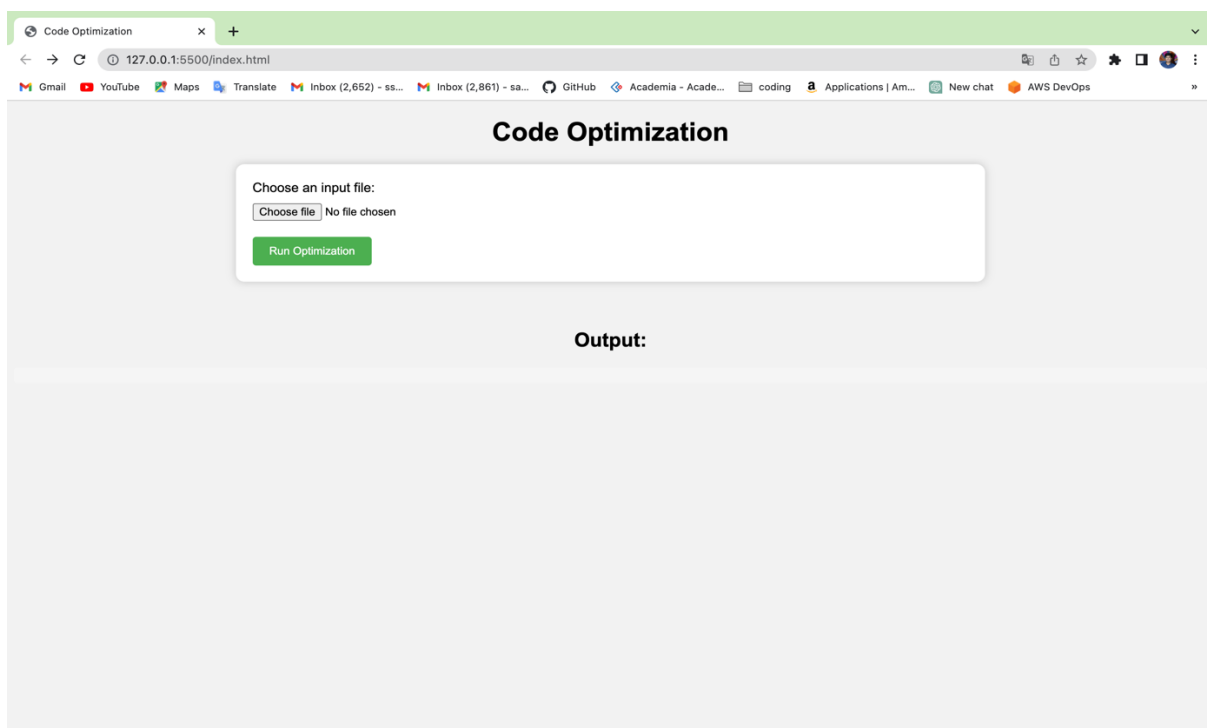 Code Optimization
127.0.0.1:5500/index.html
Gmail YouTube Maps Translate Inbox (2,652) - ss... Inbox (2,861) - sa... GitHub Academia - Acade... coding Applications | Am... New chat AWS DevOps »
Code Optimization
Choose an input file:
Choose file No file chosen
Run Optimization
Output: